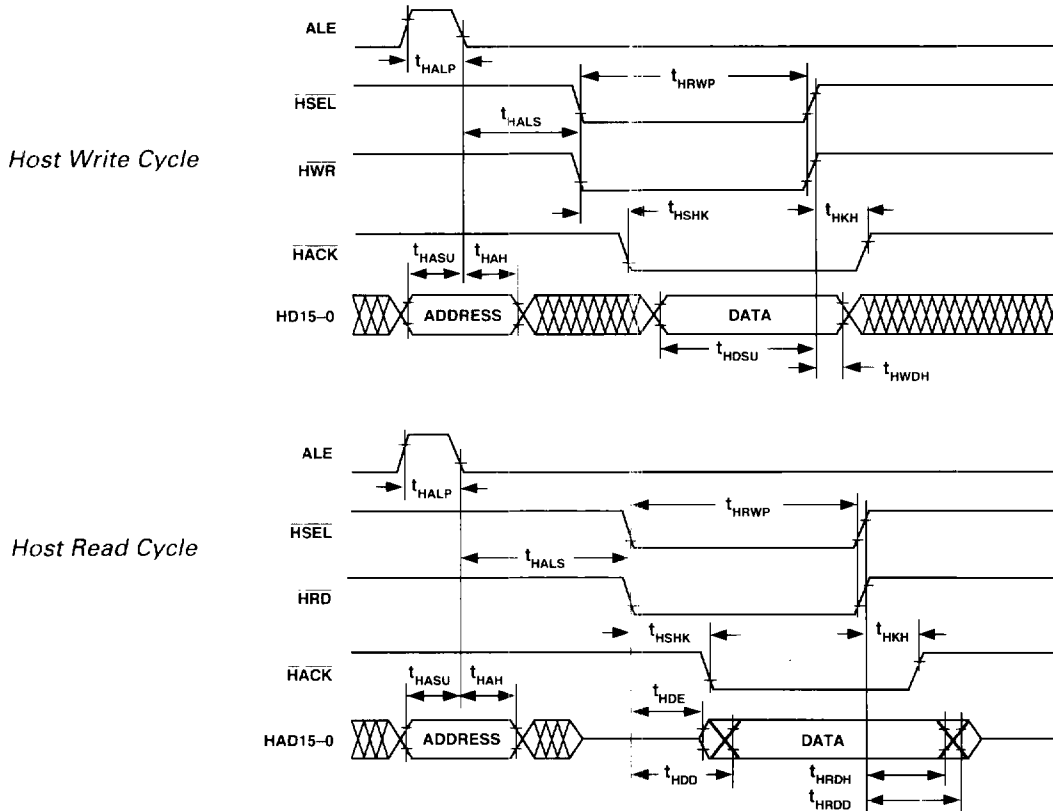 Host Write Cycle
ALE
tHALP
tHRWP
HSEL
tHALS
HWR
tHSHK
tHKH
HACK
tHASU
tHAH
HD15–0
ADDRESS
DATA
tHDSU
tHWDH
Host Read Cycle
ALE
tHALP
tHRWP
HSEL
tHALS
HRD
tHSHK
tHKH
HACK
tHASU
tHAH
tHDE
HAD15–0
ADDRESS
DATA
tHDD
tHRDH
tHRDD